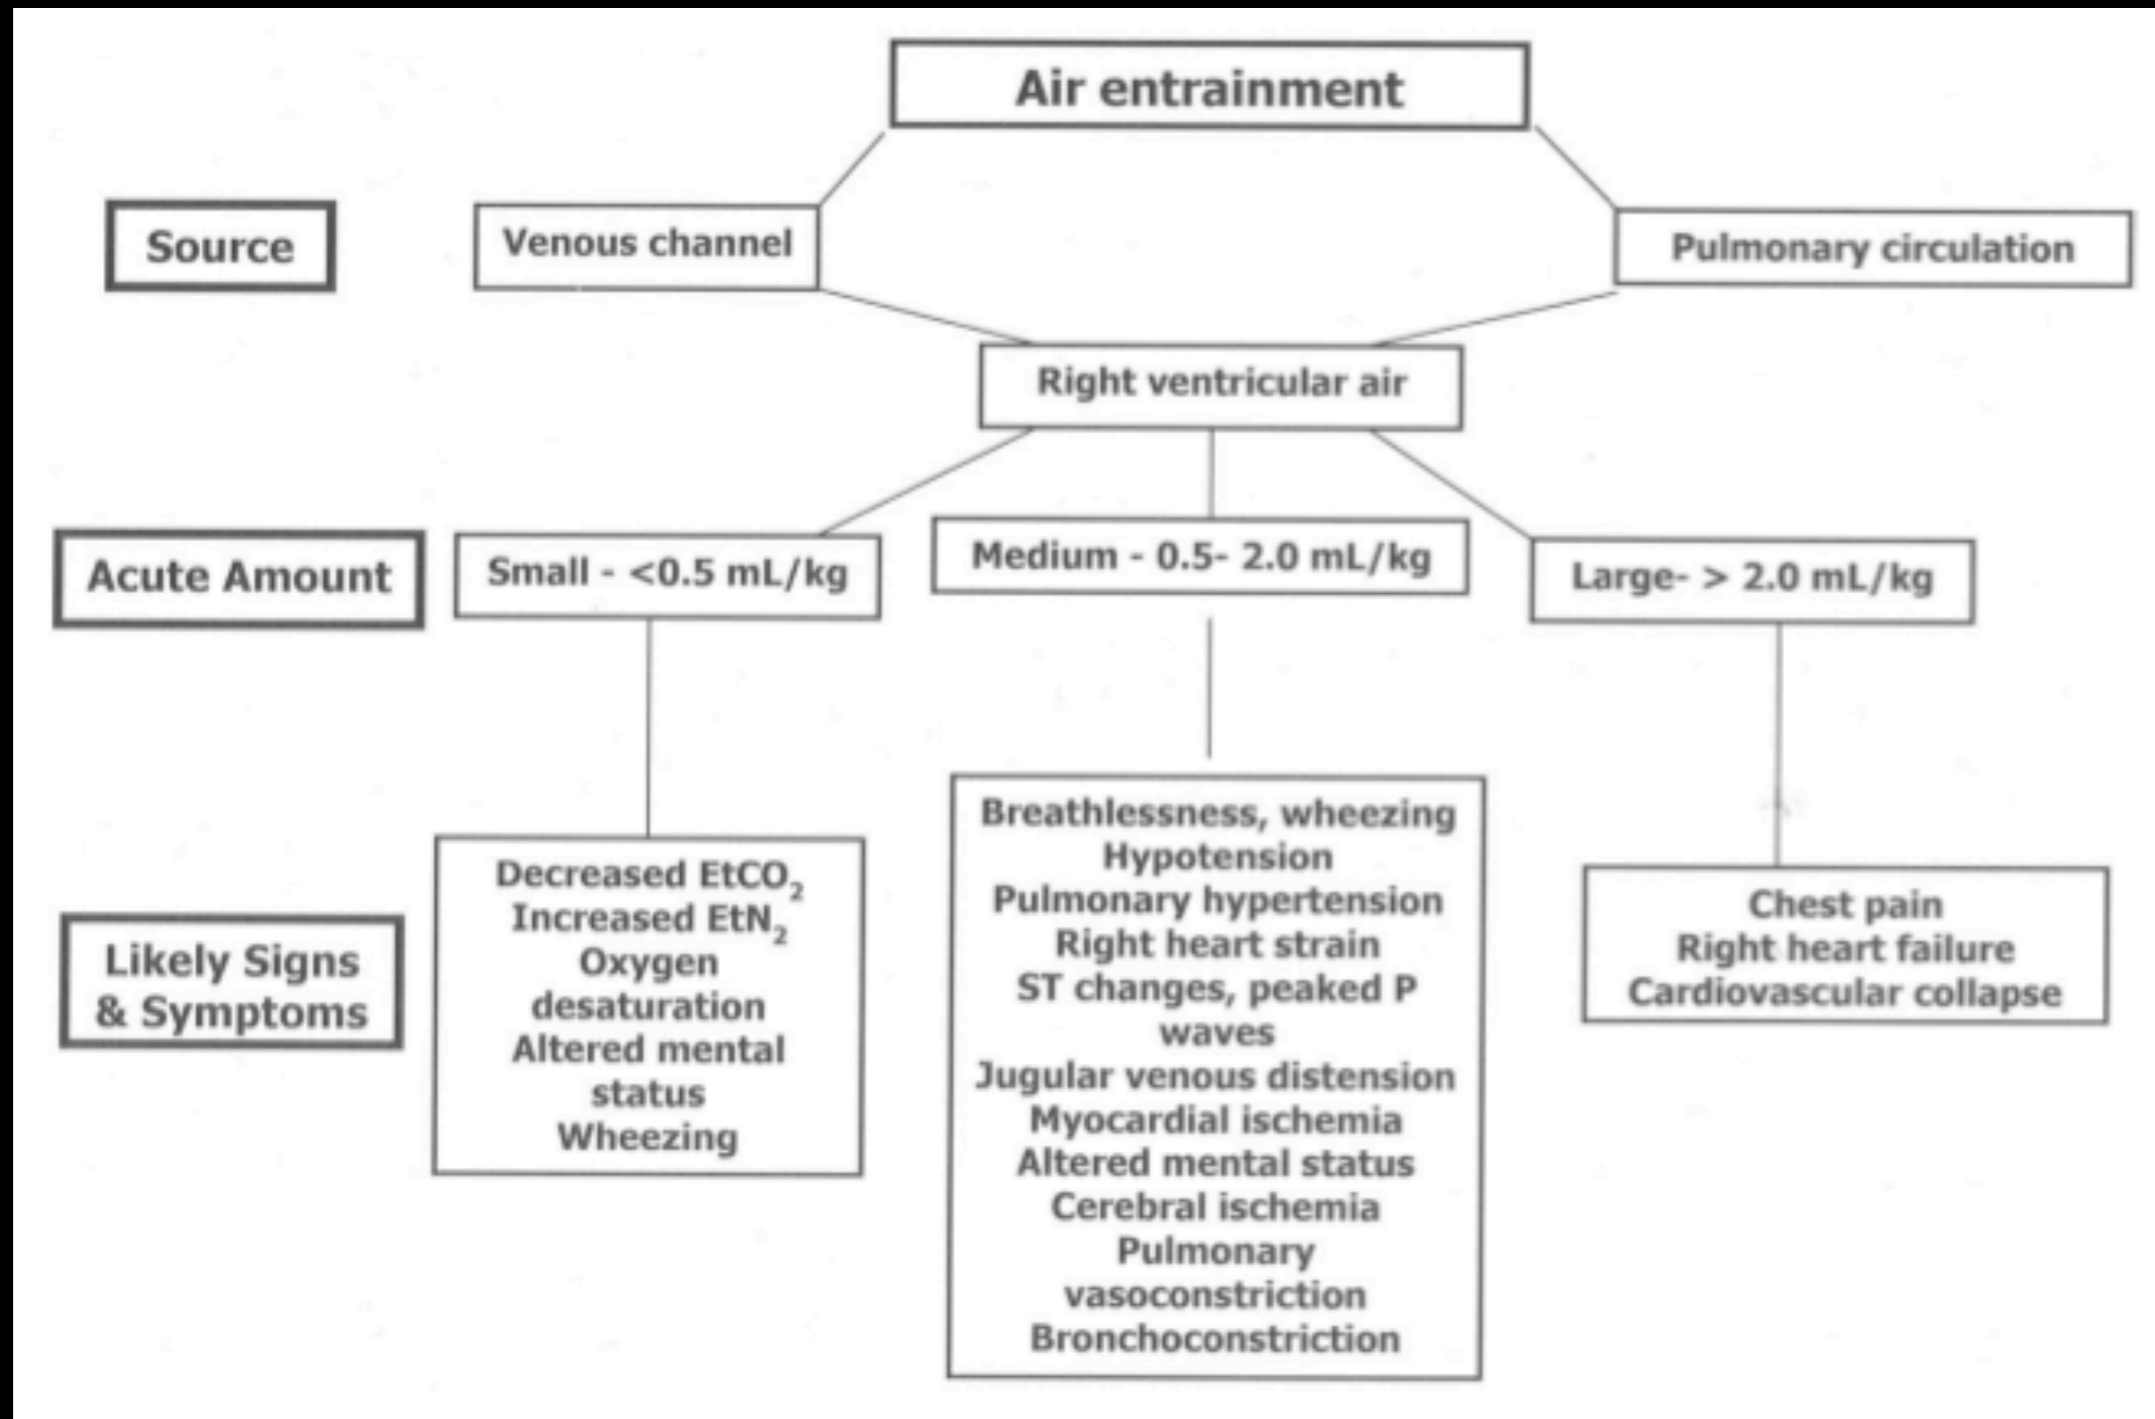 Air entrainment
Source
Venous channel
Pulmonary circulation
Right ventricular air
Acute Amount
Small - <0.5 mL/kg
Medium - 0.5- 2.0 mL/kg
Large- > 2.0 mL/kg
Likely Signs
& Symptoms
Decreased EtCO₂
Increased EtN₂
Oxygen
desaturation
Altered mental
status
Wheezing
Breathlessness, wheezing
Hypotension
Pulmonary hypertension
Right heart strain
ST changes, peaked P
waves
Jugular venous distension
Myocardial ischemia
Altered mental status
Cerebral ischemia
Pulmonary
vasoconstriction
Bronchoconstriction
Chest pain
Right heart failure
Cardiovascular collapse